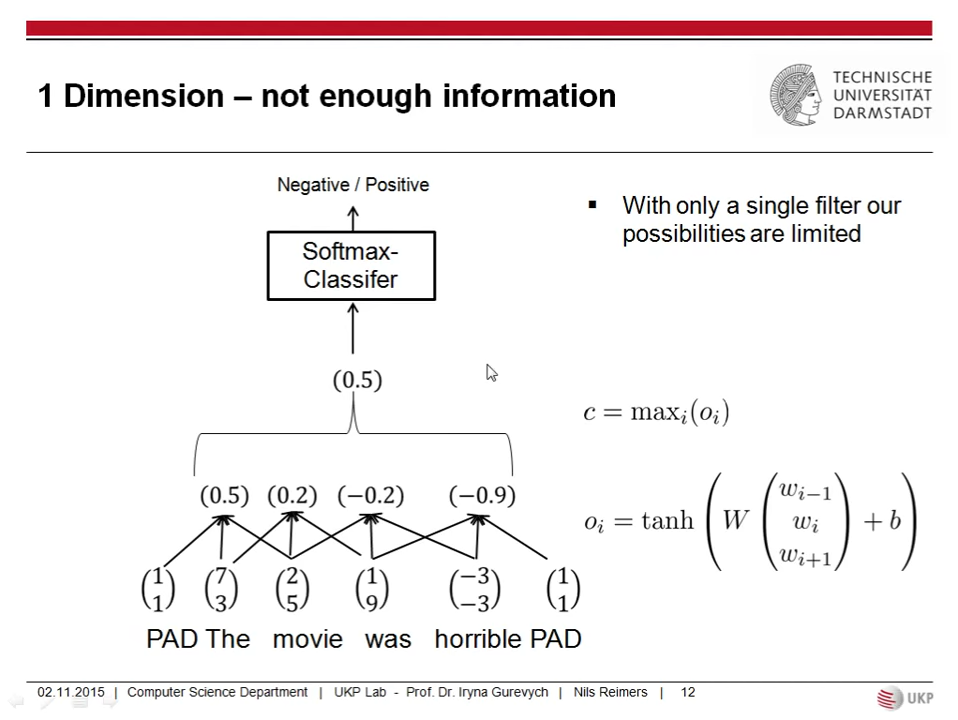 1 Dimension – not enough information
TECHNISCHE
UNIVERSITÄT
DARMSTADT
Negative / Positive
Softmax-
Classifer
(0.5)
(0.5) (0.2) (−0.2) (−0.9)
(1 1) (7 3) (2 5) (1 9) (−3 −3) (1 1)
PAD The movie was horrible PAD
▪ With only a single filter our
possibilities are limited
c = max_i(o_i)
o_i = tanh ( W ( w_{i−1} w_i w_{i+1} ) + b )
02.11.2015 | Computer Science Department | UKP Lab - Prof. Dr. Iryna Gurevych | Nils Reimers | 12
UKP